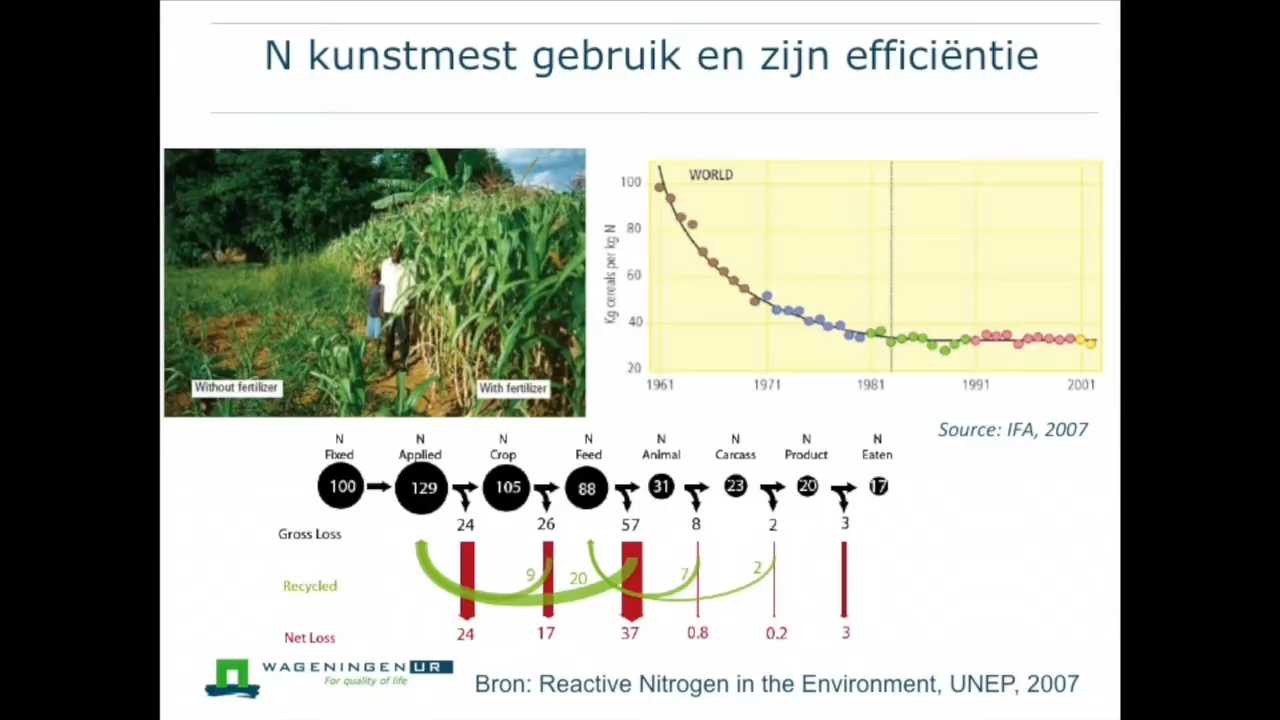 N kunstmest gebruik en zijn efficiëntie
Without fertilizer
With fertilizer
WORLD
Kg cereals per kg N
100
80
60
40
20
1961 1971 1981 1991 2001
Source: IFA, 2007
N Fixed
N Applied
N Crop
N Feed
N Animal
N Carcass
N Product
N Eaten
100 129 105 88 31 23 20 17
Gross Loss 24 26 57 8 2 3
Recycled 9 20 7 2
Net Loss 24 17 37 0.8 0.2 3
WAGENINGEN UR
For quality of life
Bron: Reactive Nitrogen in the Environment, UNEP, 2007